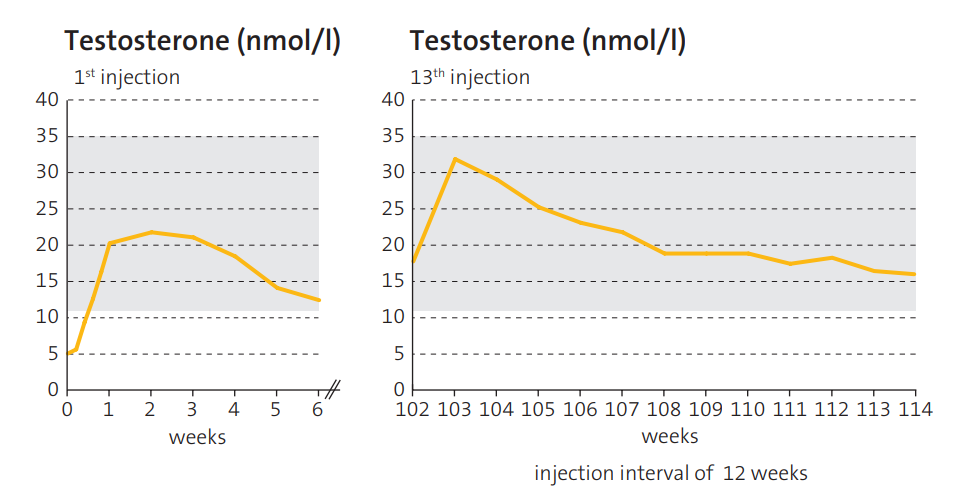 Testosterone (nmol/l)
1st injection
40
35
30
25
20
15
10
5
0
0 1 2 3 4 5 6
weeks
Testosterone (nmol/l)
13th injection
40
35
30
25
20
15
10
5
0
102 103 104 105 106 107 108 109 110 111 112 113 114
weeks
injection interval of 12 weeks